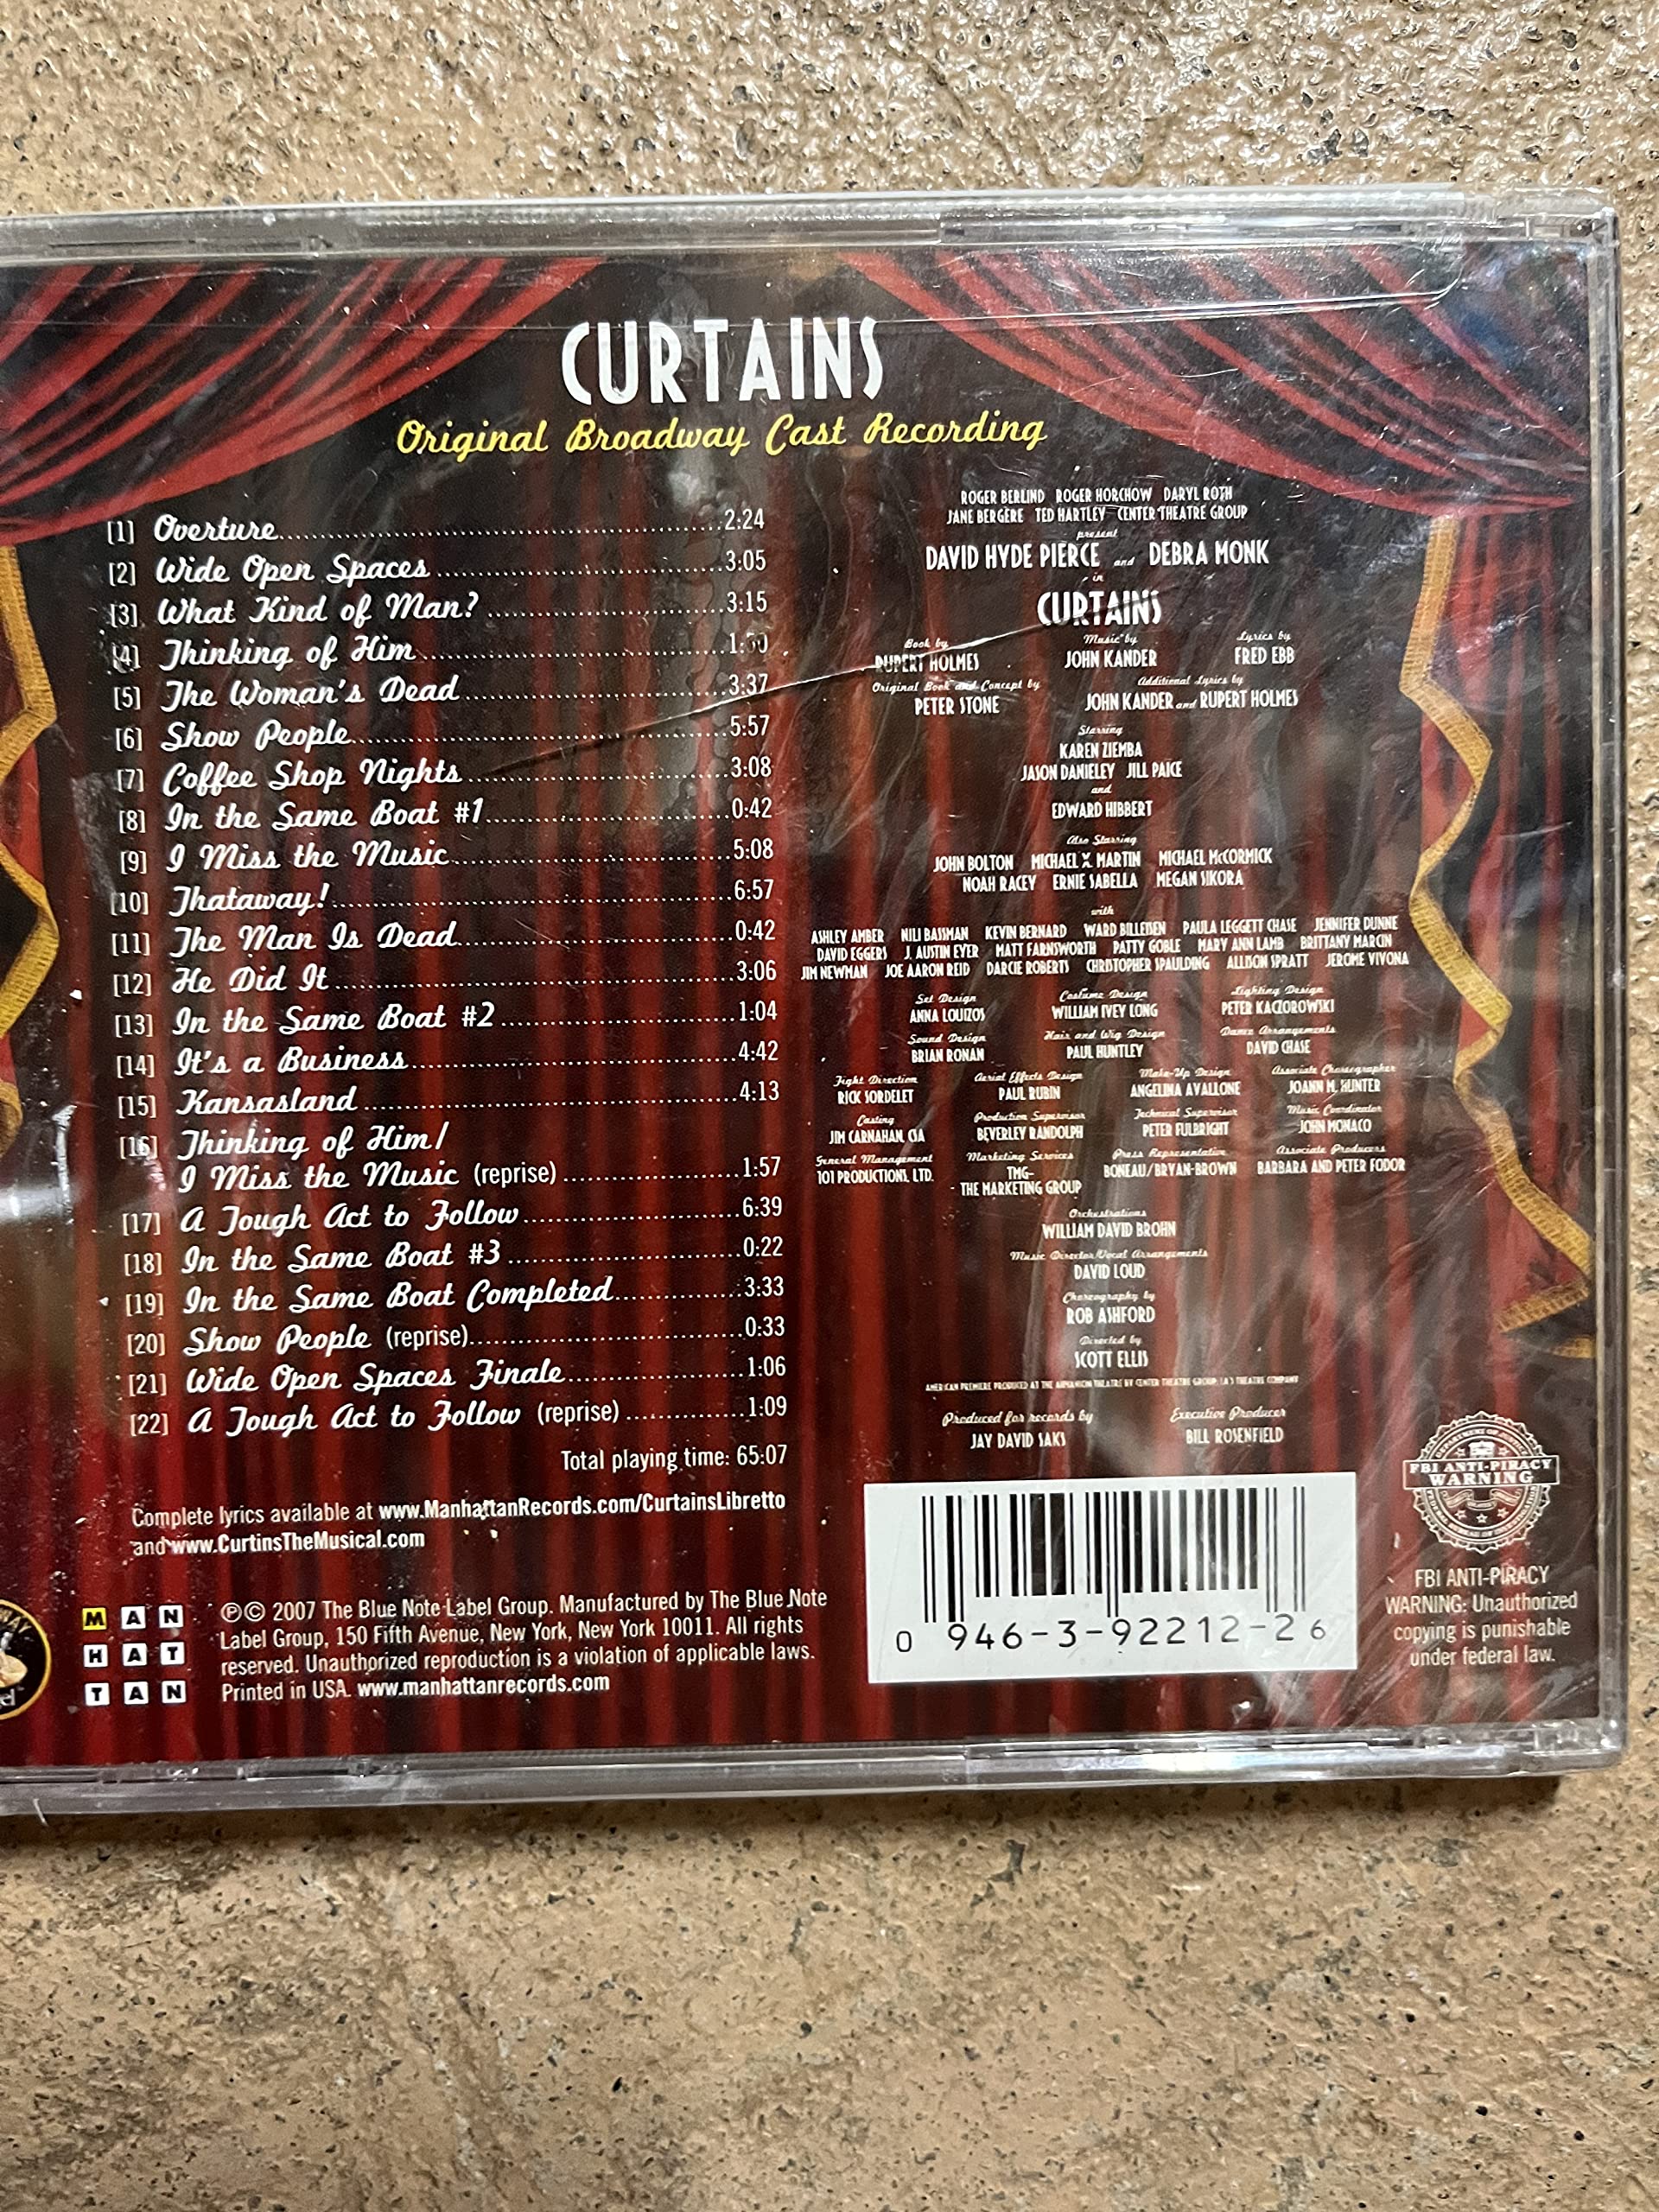 CURTAINS
Original Broadway Cast Recording
[1] Overture 2:24
[2] Wide Open Spaces 3:05
[3] What Kind of Man? 3:15
[4] Thinking of Him
[5] The Woman's Dead 3:37
[6] Show People 5:57
[7] Coffee Shop Nights 3:08
[8] In the Same Boat #1 0:42
[9] I Miss the Music 5:08
[10] Thataway! 6:57
[11] The Man Is Dead 0:42
[12] He Did It 3:06
[13] In the Same Boat #2 1:04
[14] It's a Business 4:42
[15] Kansasland 4:13
[16] Thinking of Him/
I Miss the Music (reprise) 1:57
[17] A Tough Act to Follow 6:39
[18] In the Same Boat #3 0:22
[19] In the Same Boat Completed 3:33
[20] Show People (reprise) 0:33
[21] Wide Open Spaces Finale 1:06
[22] A Tough Act to Follow (reprise) 1:09
Total playing time: 65:07
Complete lyrics available at www.ManhattanRecords.com/CurtainsLibretto
and www.CurtinsTheMusical.com
MAN
HAT
TAN
℗© 2007 The Blue Note Label Group. Manufactured by The Blue Note
Label Group, 150 Fifth Avenue, New York, New York 10011. All rights
reserved. Unauthorized reproduction is a violation of applicable laws.
Printed in USA. www.manhattanrecords.com
ROGER BERLIND ROGER HORCHOW DARYL ROTH
JANE BERGÈRE TED HARTLEY CENTER THEATRE GROUP
present
DAVID HYDE PIERCE and DEBRA MONK
in
CURTAINS
Book by Music by Lyrics by
RUPERT HOLMES JOHN KANDER FRED EBB
Original Book and Concept by Additional Lyrics by
PETER STONE JOHN KANDER and RUPERT HOLMES
Starring
KAREN ZIEMBA
JASON DANIELEY JILL PAICE
and
EDWARD HIBBERT
Also Starring
JOHN BOLTON MICHAEL X. MARTIN MICHAEL McCORMICK
NOAH RACEY ERNIE SABELLA MEGAN SIKORA
with
ASHLEY AMBER NILI BASSMAN KEVIN BERNARD WARD BILLEISEN PAULA LEGGETT CHASE JENNIFER DUNNE
DAVID EGGERS J. AUSTIN EYER MATT FARNSWORTH PATTY GOBLE MARY ANN LAMB BRITTANY MARCIN
JIM NEWMAN JOE AARON REID DARCIE ROBERTS CHRISTOPHER SPAULDING ALLISON SPRATT JEROME VIVONA
Set Design Costume Design Lighting Design
ANNA LOUIZOS WILLIAM IVEY LONG PETER KACZOROWSKI
Sound Design Hair and Wig Design Dance Arrangements
BRIAN RONAN PAUL HUNTLEY DAVID CHASE
Fight Direction Aerial Effects Design Make-Up Design Associate Choreographer
RICK SORDELET PAUL RUBIN ANGELINA AVALLONE JOANN M. HUNTER
Casting Production Supervisor Technical Supervisor Music Coordinator
JIM CARNAHAN, CSA BEVERLEY RANDOLPH PETER FULBRIGHT JOHN MONACO
General Management Marketing Services Press Representative Associate Producers
101 PRODUCTIONS, LTD. TMG- BONEAU/BRYAN-BROWN BARBARA AND PETER FODOR
THE MARKETING GROUP
Orchestrations
WILLIAM DAVID BROHN
Music Director/Vocal Arrangements
DAVID LOUD
Choreography by
ROB ASHFORD
Directed by
SCOTT ELLIS
AMERICAN PREMIERE PRODUCED AT THE AHMANSON THEATRE BY CENTER THEATRE GROUP, LA'S THEATRE COMPANY
Produced for records by Executive Producer
JAY DAVID SAKS BILL ROSENFIELD
0 946-3-92212-2 6
FBI ANTI-PIRACY
WARNING
FBI ANTI-PIRACY
WARNING: Unauthorized
copying is punishable
under federal law.